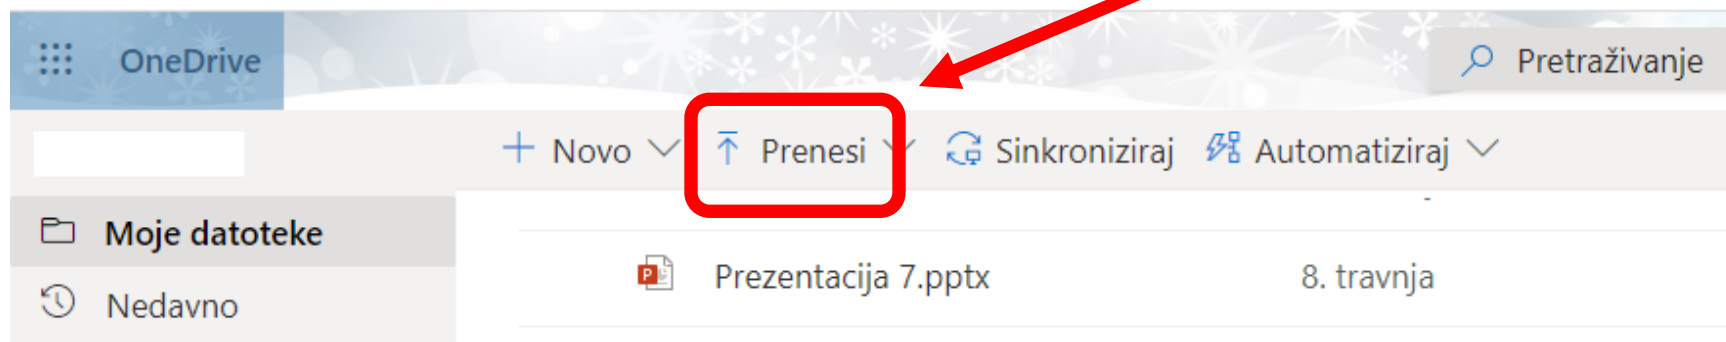 OneDrive
Pretraživanje
Novo Prenesi Sinkroniziraj Automatiziraj
Moje datoteke
Prezentacija 7.pptx 8. travnja
Nedavno